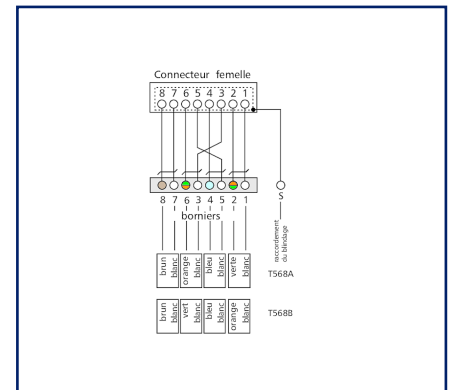 Connecteur femelle
8 7 6 5 4 3 2 1
S
8 7 6 3 4 5 2 1
borniers
raccordement
du blindage
brun blanc orange blanc bleu blanc verte blanc
T568A
brun blanc vert blanc bleu blanc orange blanc
T568B